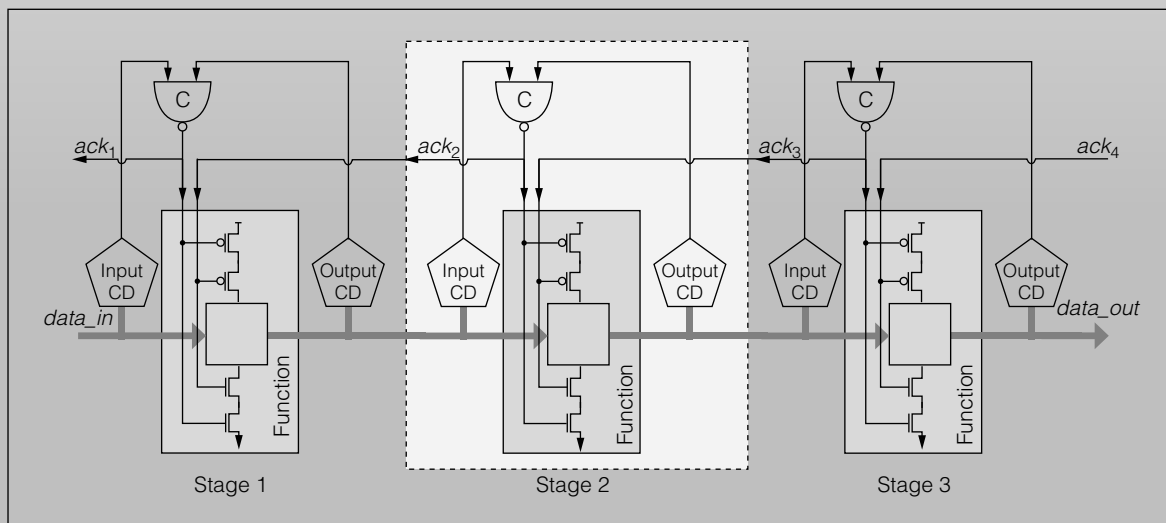 C
C
C
ack1
ack2
ack3
ack4
Input CD
Output CD
Input CD
Output CD
Input CD
Output CD
data_in
data_out
Function
Function
Function
Stage 1
Stage 2
Stage 3